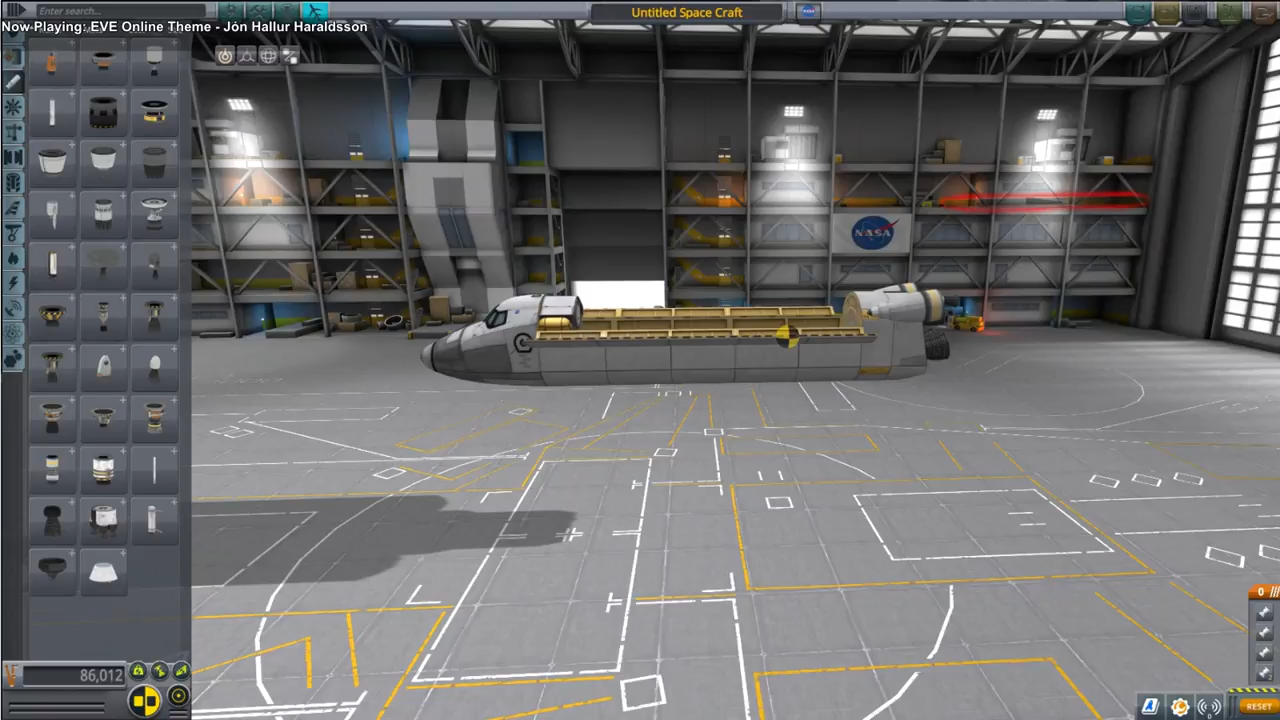 Enter search...
Untitled Space Craft
Now Playing: EVE Online Theme - Jón Hallur Haraldsson
NASA
0
86,012
RESET